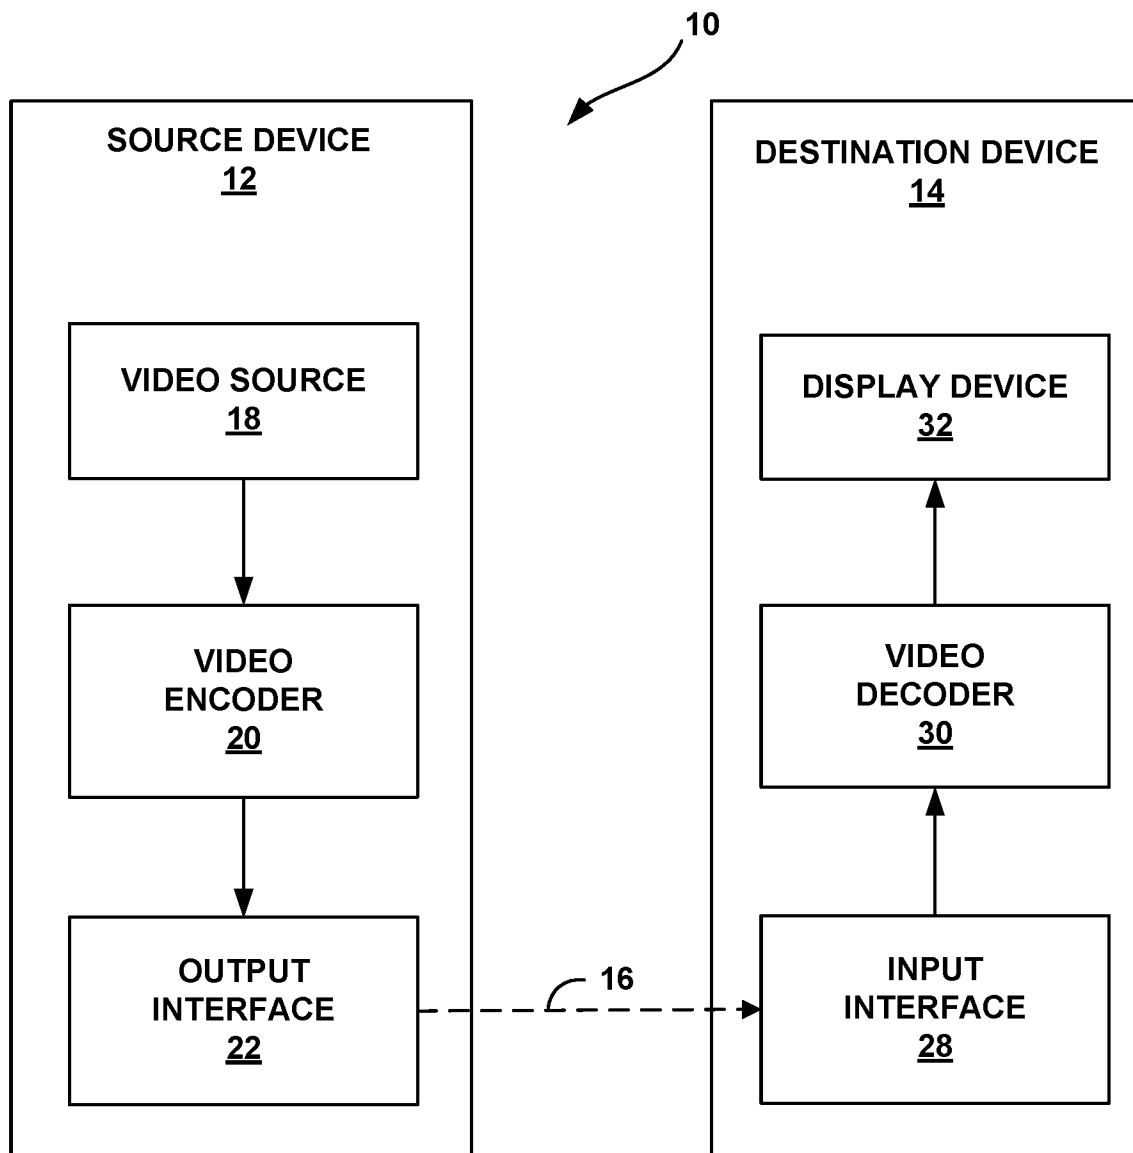 10
SOURCE DEVICE
12
VIDEO SOURCE
18
VIDEO
ENCODER
20
OUTPUT
INTERFACE
22
16
DESTINATION DEVICE
14
DISPLAY DEVICE
32
VIDEO
DECODER
30
INPUT
INTERFACE
28